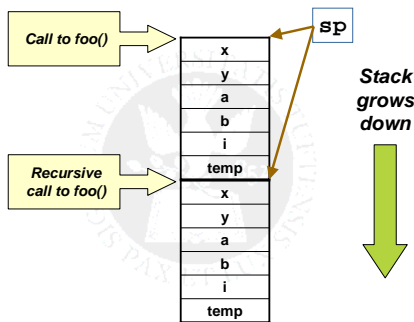 Call to foo()
sp
x
y
a
b
i
temp
Stack
grows
down
Recursive
call to foo()
x
y
a
b
i
temp